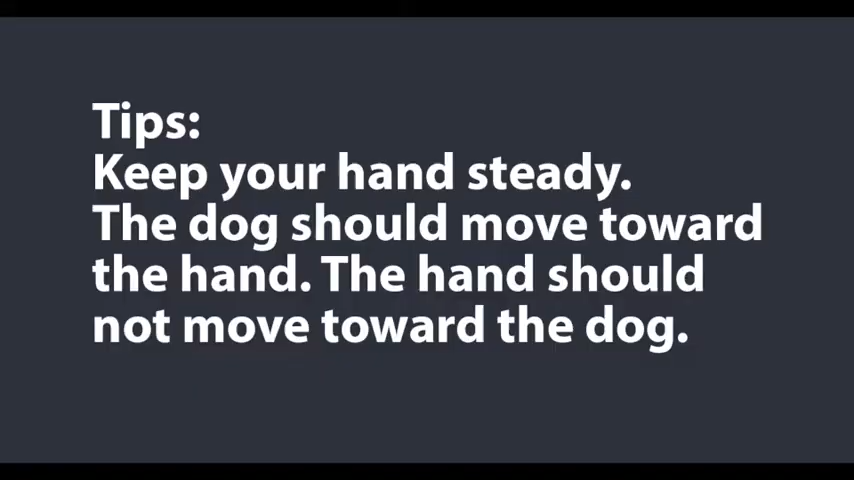 Tips:
Keep your hand steady.
The dog should move toward
the hand. The hand should
not move toward the dog.